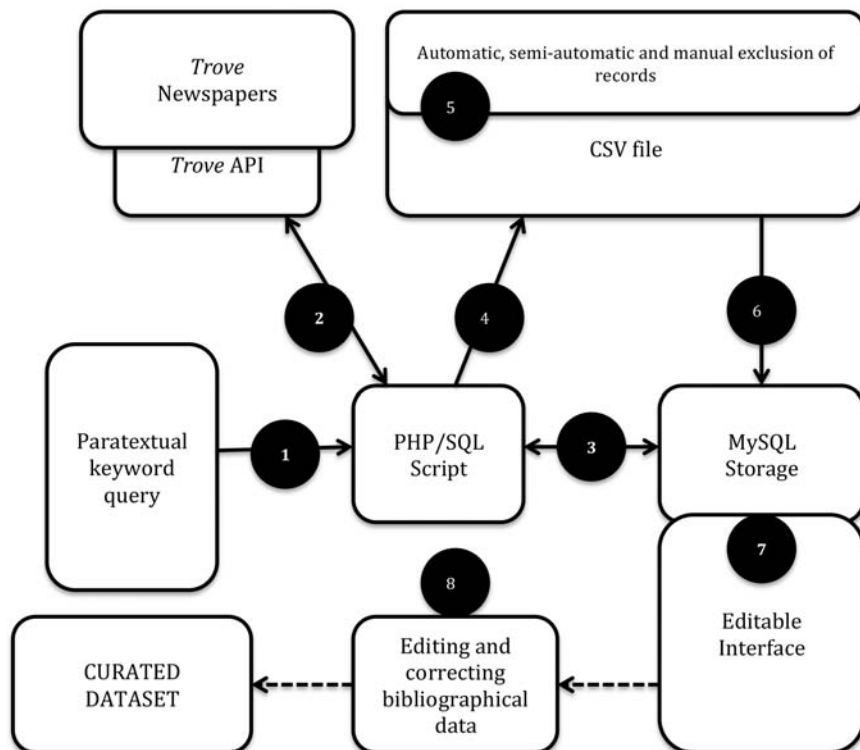 Trove
Newspapers
Trove API
Automatic, semi-automatic and manual exclusion of
records
5
CSV file
2
4
6
Paratextual
keyword
query
1
PHP/SQL
Script
3
MySQL
Storage
7
Editable
Interface
8
Editing and
correcting
bibliographical
data
CURATED
DATASET